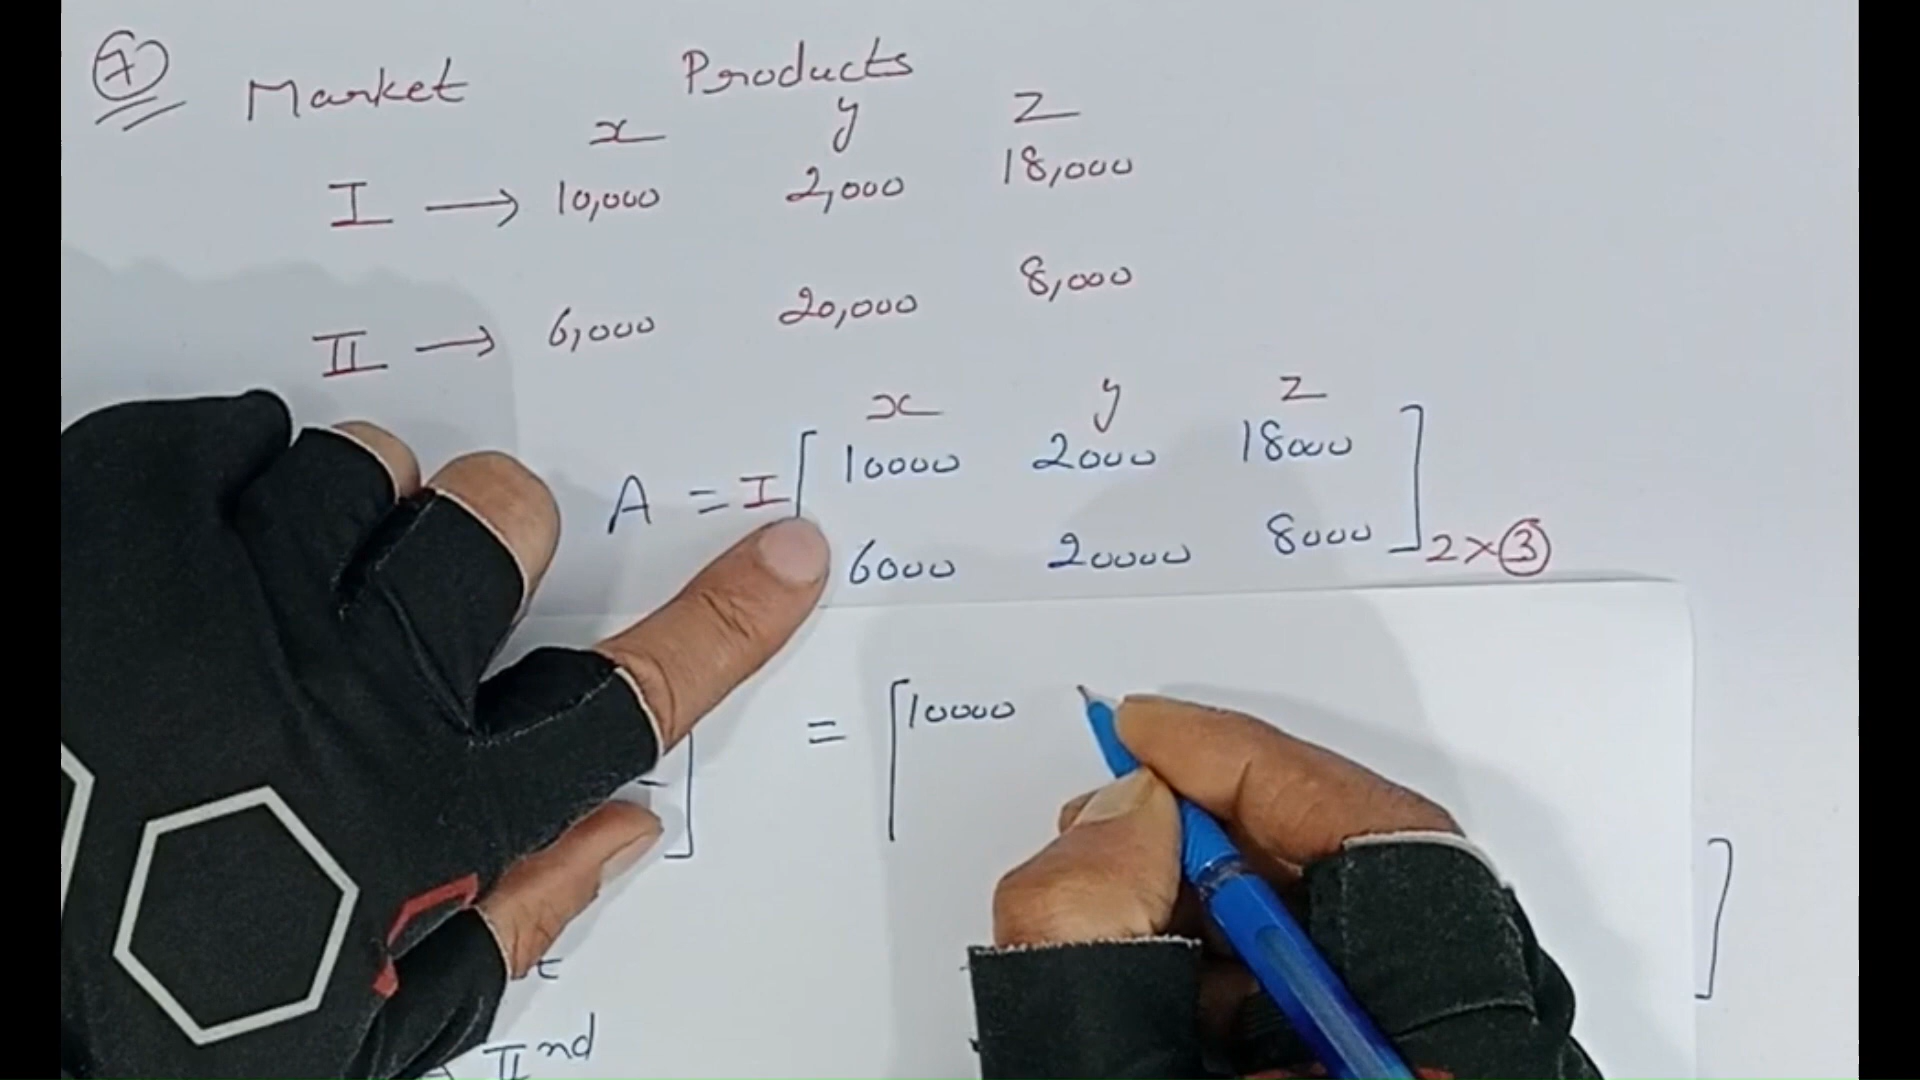 7 Market Products
x y z
I → 10,000 2,000 18,000
II → 6,000 20,000 8,000
x y z
A = I [ 10000 2000 18000
6000 20000 8000 ] 2×3
] = [ 10000
]
IInd